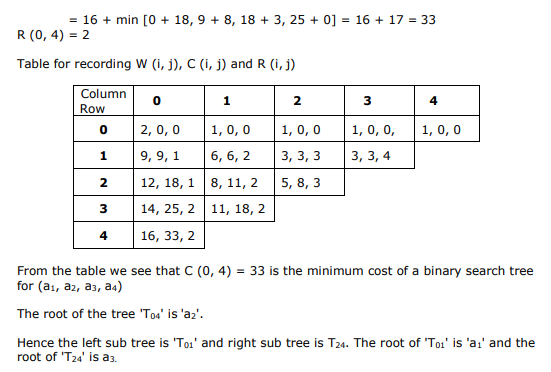 = 16 + min [0 + 18, 9 + 8, 18 + 3, 25 + 0] = 16 + 17 = 33
R (0, 4) = 2
Table for recording W (i, j), C (i, j) and R (i, j)
Column
Row 0 1 2 3 4
0 2, 0, 0 1, 0, 0 1, 0, 0 1, 0, 0, 1, 0, 0
1 9, 9, 1 6, 6, 2 3, 3, 3 3, 3, 4
2 12, 18, 1 8, 11, 2 5, 8, 3
3 14, 25, 2 11, 18, 2
4 16, 33, 2
From the table we see that C (0, 4) = 33 is the minimum cost of a binary search tree
for (a₁, a₂, a₃, a₄)
The root of the tree 'T₀₄' is 'a₂'.
Hence the left sub tree is 'T₀₁' and right sub tree is T₂₄. The root of 'T₀₁' is 'a₁' and the
root of 'T₂₄' is a₃.